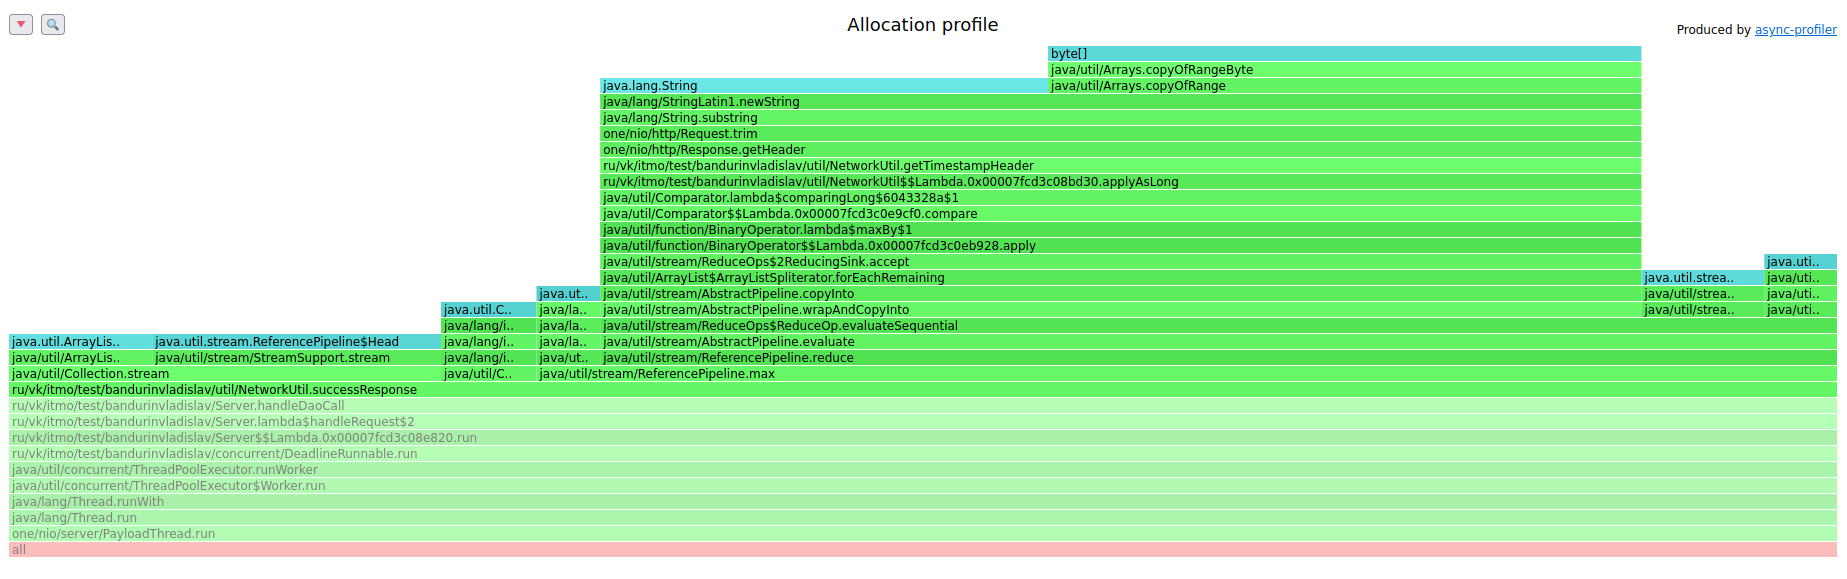 Allocation profile
Produced by async-profiler
byte[]
java/util/Arrays.copyOfRangeByte
java.lang.String java/util/Arrays.copyOfRange
java/lang/StringLatin1.newString
java/lang/String.substring
one/nio/http/Request.trim
one/nio/http/Response.getHeader
ru/vk/itmo/test/bandurinvladislav/util/NetworkUtil.getTimestampHeader
ru/vk/itmo/test/bandurinvladislav/util/NetworkUtil$$Lambda.0x00007fcd3c08bd30.applyAsLong
java/util/Comparator.lambda$comparingLong$6043328a$1
java/util/Comparator$$Lambda.0x00007fcd3c0e9cf0.compare
java/util/function/BinaryOperator.lambda$maxBy$1
java/util/function/BinaryOperator$$Lambda.0x00007fcd3c0eb928.apply
java/util/stream/ReduceOps$2ReducingSink.accept java.uti..
java/util/ArrayList$ArrayListSpliterator.forEachRemaining java.util.strea.. java/uti..
java.ut.. java/util/stream/AbstractPipeline.copyInto java/util/strea.. java/uti..
java.util.C.. java/la.. java/util/stream/AbstractPipeline.wrapAndCopyInto java/util/strea.. java/uti..
java/lang/i.. java/la.. java/util/stream/ReduceOps$ReduceOp.evaluateSequential
java.util.ArrayLis.. java.util.stream.ReferencePipeline$Head java/lang/i.. java/la.. java/util/stream/AbstractPipeline.evaluate
java/util/ArrayLis.. java/util/stream/StreamSupport.stream java/lang/i.. java/ut.. java/util/stream/ReferencePipeline.reduce
java/util/Collection.stream java/util/C.. java/util/stream/ReferencePipeline.max
ru/vk/itmo/test/bandurinvladislav/util/NetworkUtil.successResponse
ru/vk/itmo/test/bandurinvladislav/Server.handleDaoCall
ru/vk/itmo/test/bandurinvladislav/Server.lambda$handleRequest$2
ru/vk/itmo/test/bandurinvladislav/Server$$Lambda.0x00007fcd3c08e820.run
ru/vk/itmo/test/bandurinvladislav/concurrent/DeadlineRunnable.run
java/util/concurrent/ThreadPoolExecutor.runWorker
java/util/concurrent/ThreadPoolExecutor$Worker.run
java/lang/Thread.runWith
java/lang/Thread.run
one/nio/server/PayloadThread.run
all